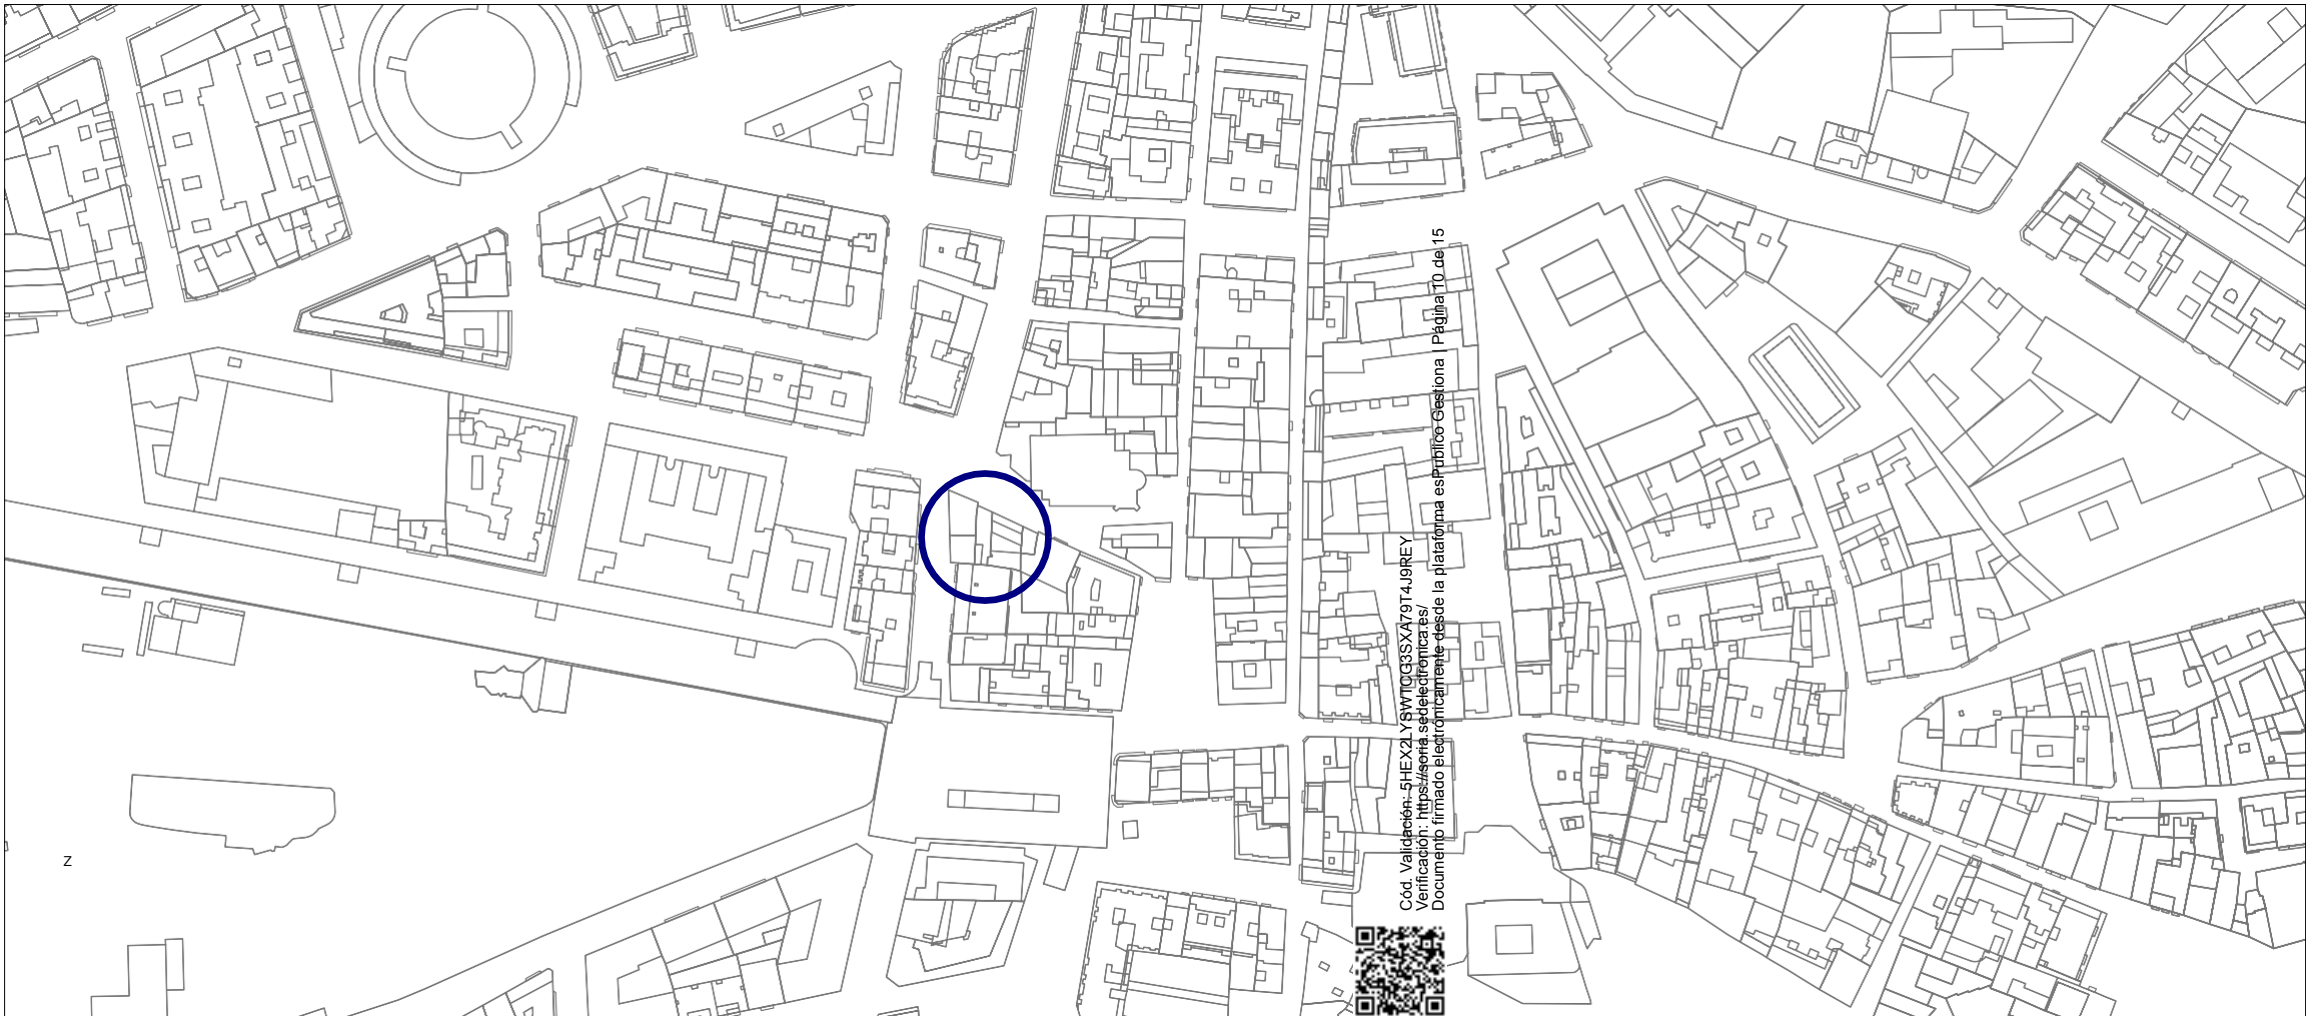 Cód. Validación: 5HEXX2LYSWTCG3SXA79T4J9REY
Verificación: https://soria.sedelectronica.es/
Documento firmado electrónicamente desde la plataforma esPublico Gestiona | Página 10 de 15
z